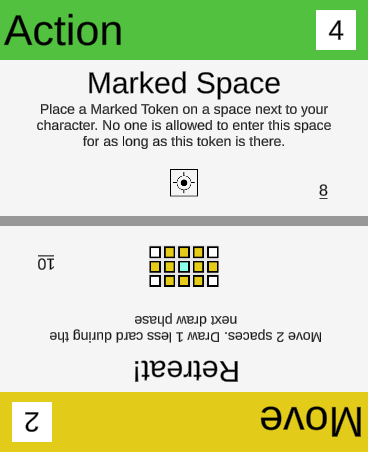 Action
4
Marked Space
Place a Marked Token on a space next to your
character. No one is allowed to enter this space
for as long as this token is there.
8
Move
2
Retreat!
Move 2 spaces. Draw 1 less card during the
next draw phase
10